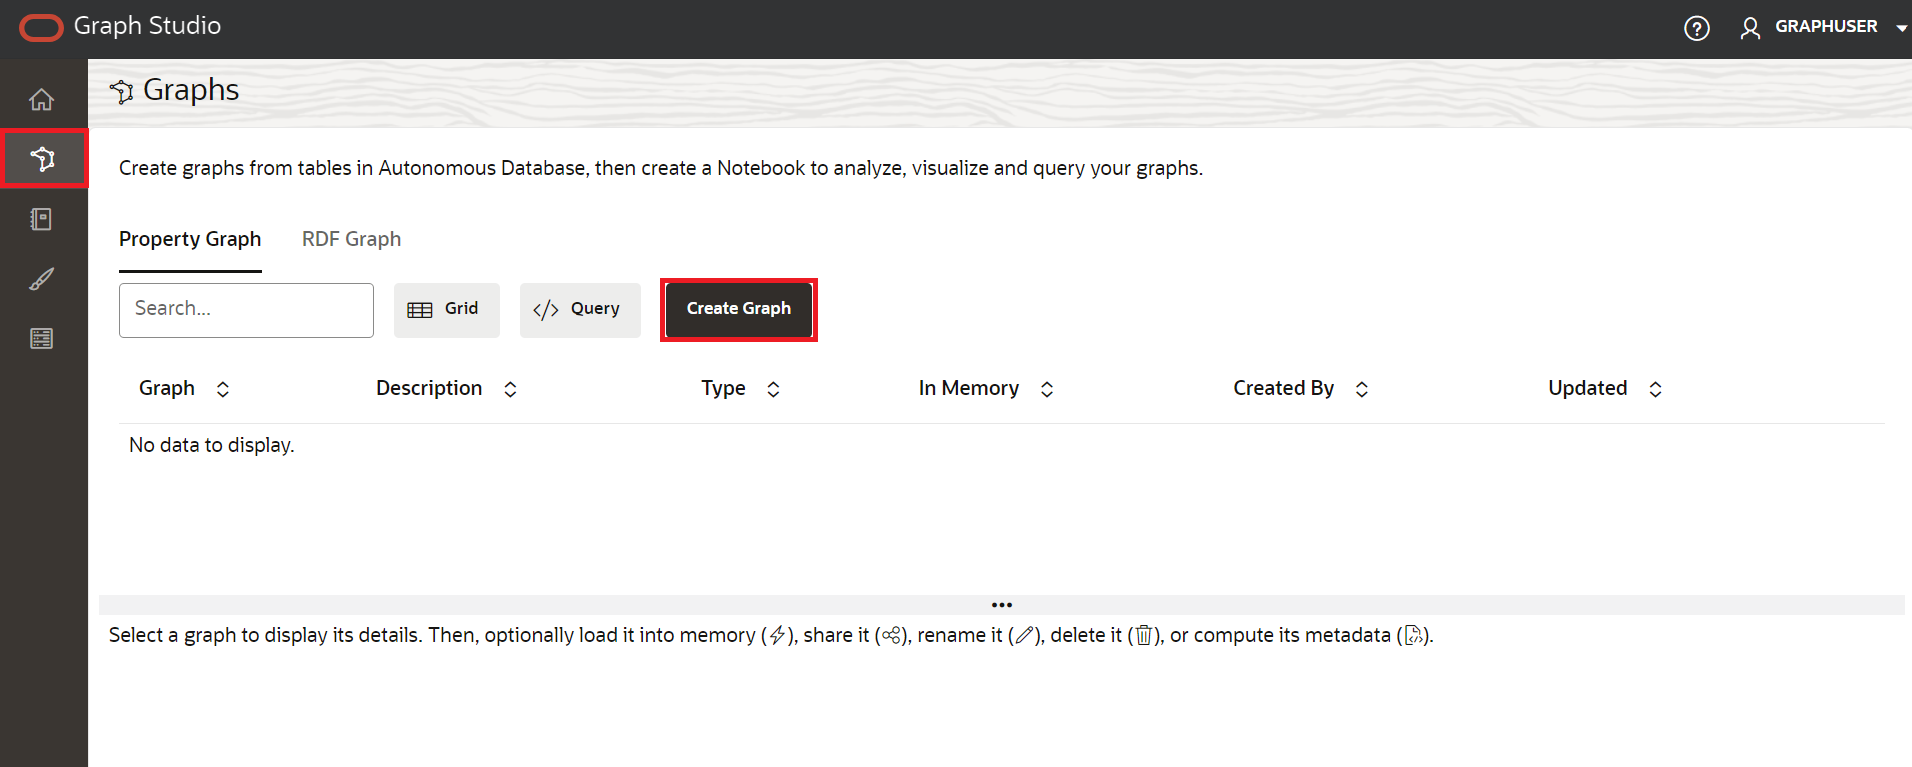 Graph Studio
GRAPHUSER
Graphs
Create graphs from tables in Autonomous Database, then create a Notebook to analyze, visualize and query your graphs.
Property Graph RDF Graph
Search... Grid </> Query Create Graph
Graph Description Type In Memory Created By Updated
No data to display.
Select a graph to display its details. Then, optionally load it into memory (), share it (), rename it (), delete it (), or compute its metadata ().